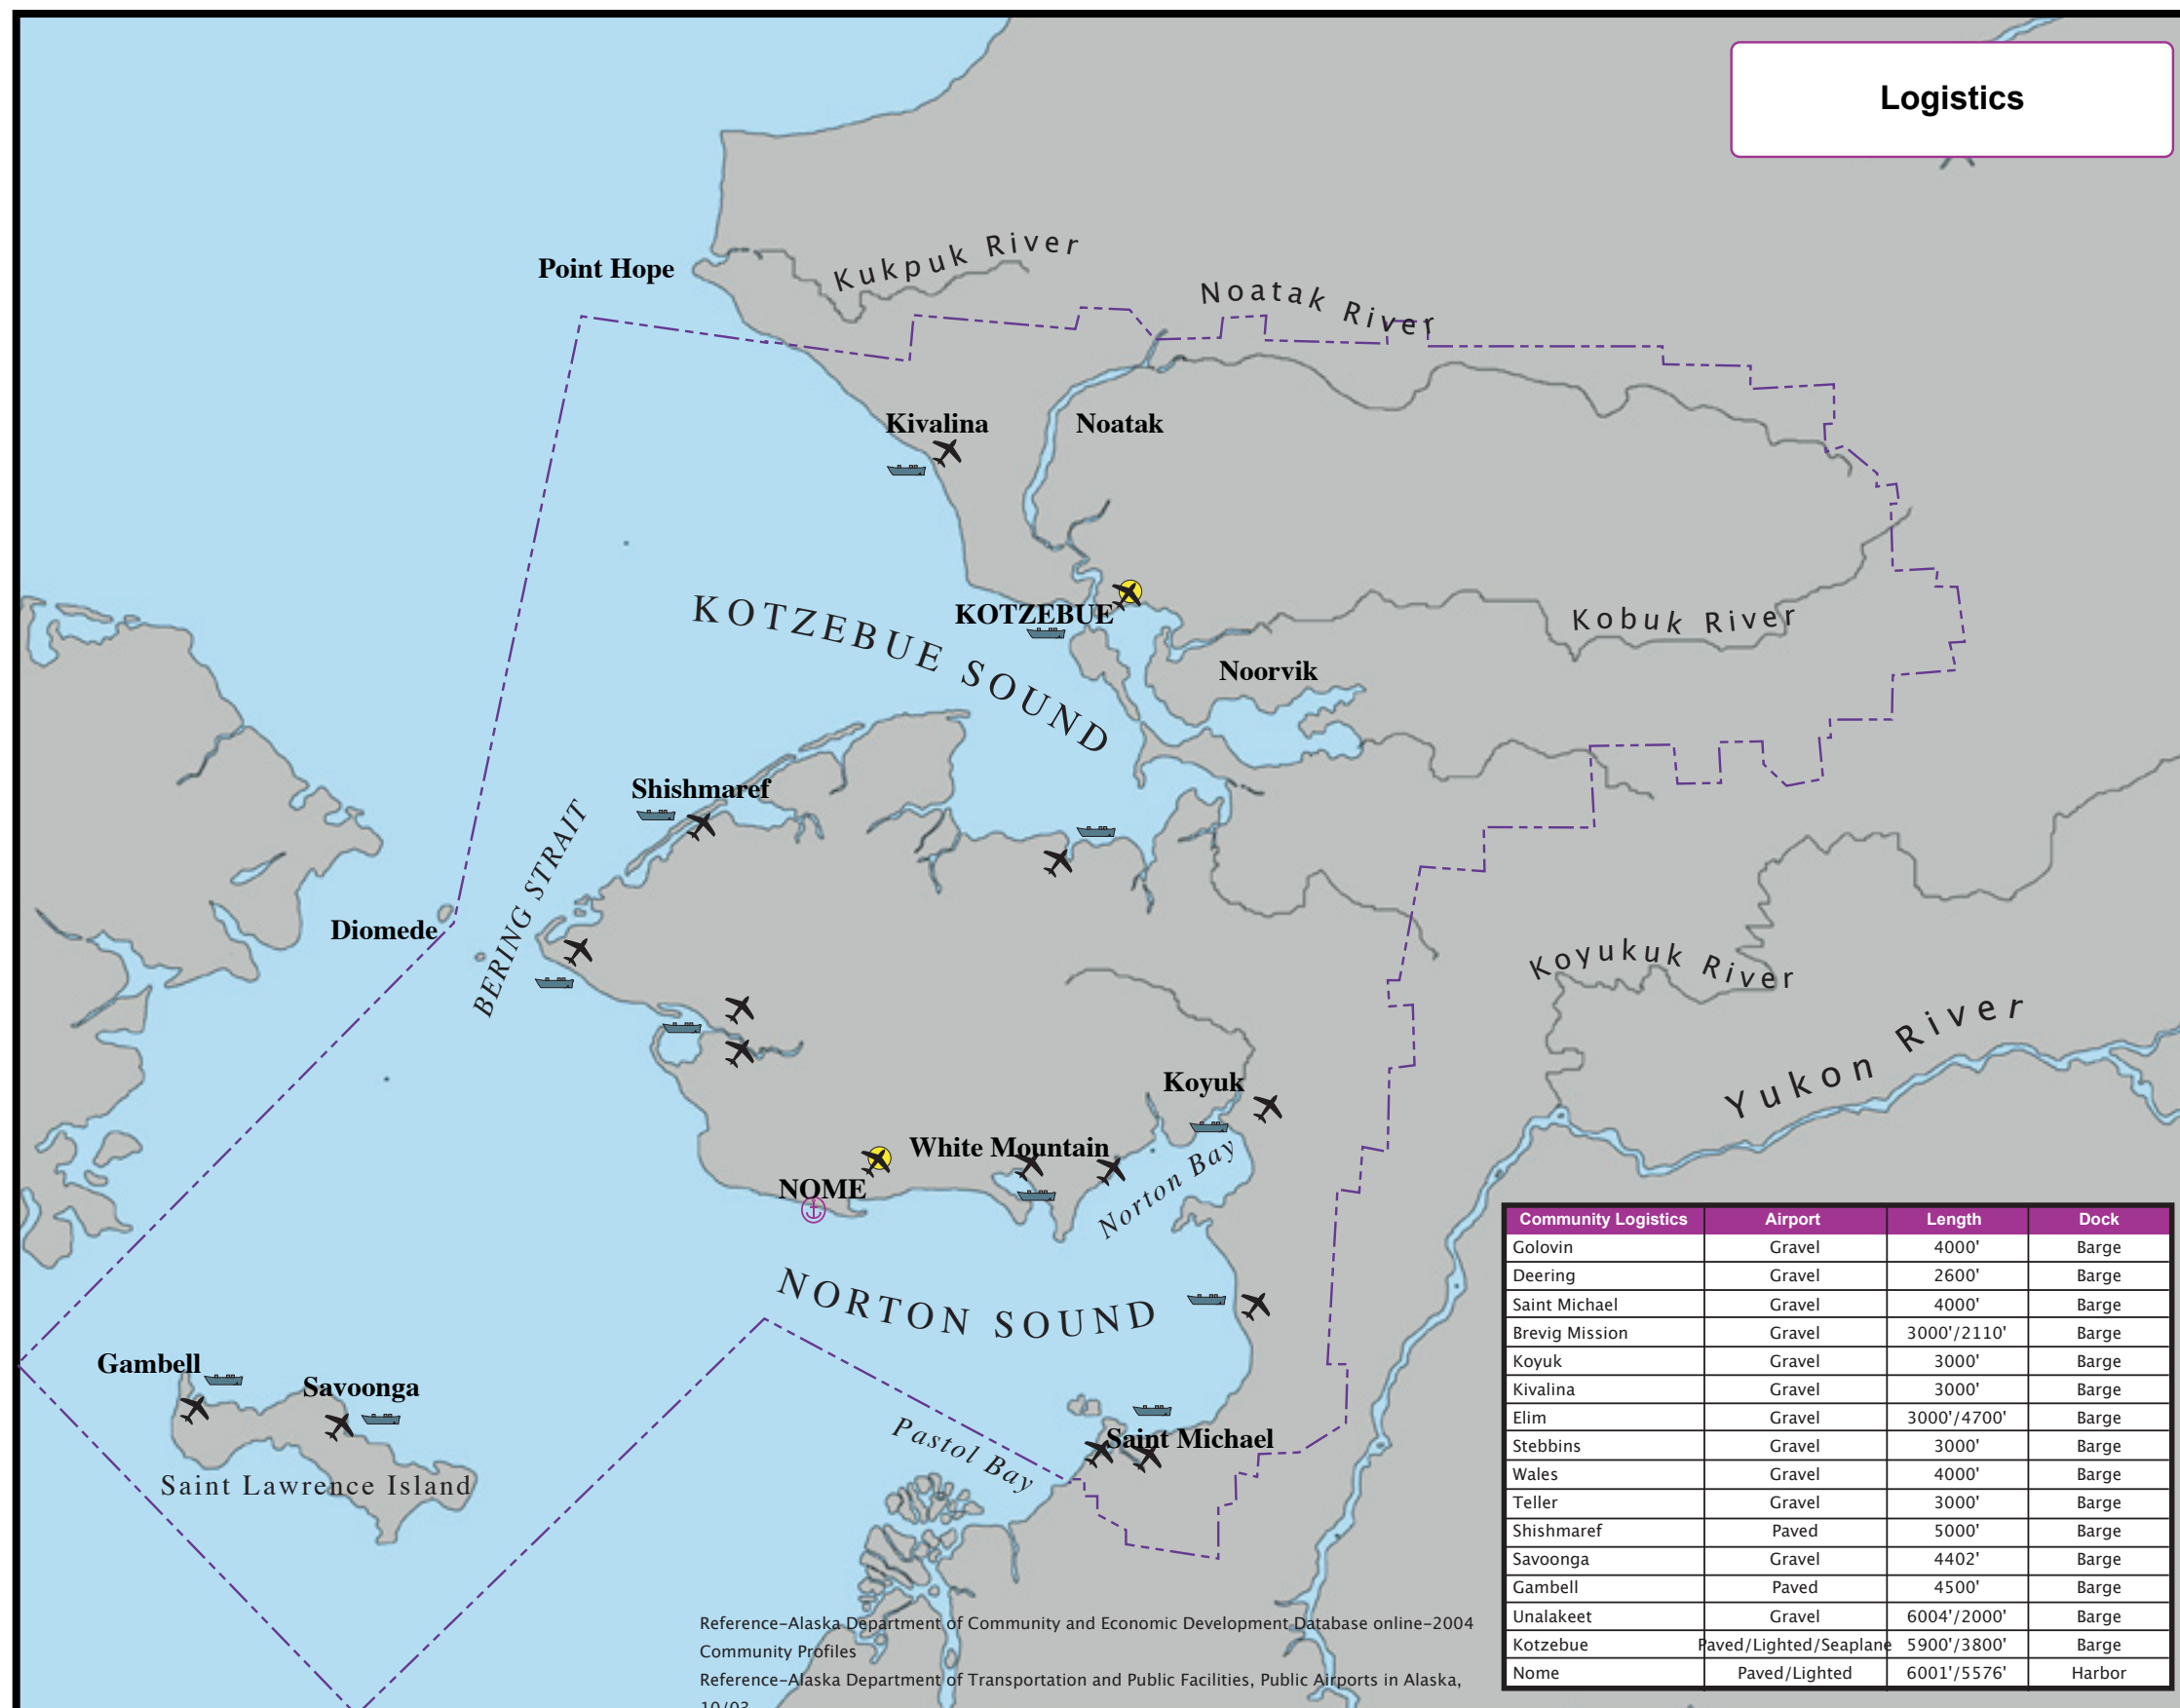 Logistics
Point Hope
Kukpuk River
Noatak River
Kivalina
Noatak
KOTZEBUE
KOTZEBUE SOUND
Kobuk River
Noorvik
Shishmaref
BERING STRAIT
Diomede
Koyukuk River
Yukon River
Koyuk
White Mountain
NOME
Norton Bay
NORTON SOUND
Gambell
Savoonga
Saint Lawrence Island
Pastol Bay
Saint Michael
Community Logistics Airport Length Dock
Golovin Gravel 4000' Barge
Deering Gravel 2600' Barge
Saint Michael Gravel 4000' Barge
Brevig Mission Gravel 3000'/2110' Barge
Koyuk Gravel 3000' Barge
Kivalina Gravel 3000' Barge
Elim Gravel 3000'/4700' Barge
Stebbins Gravel 3000' Barge
Wales Gravel 4000' Barge
Teller Gravel 3000' Barge
Shishmaref Paved 5000' Barge
Savoonga Gravel 4402' Barge
Gambell Paved 4500' Barge
Unalakeet Gravel 6004'/2000' Barge
Kotzebue Paved/Lighted/Seaplane 5900'/3800' Barge
Nome Paved/Lighted 6001'/5576' Harbor
Reference-Alaska Department of Community and Economic Development Database online-2004
Community Profiles
Reference-Alaska Department of Transportation and Public Facilities, Public Airports in Alaska,
10/03